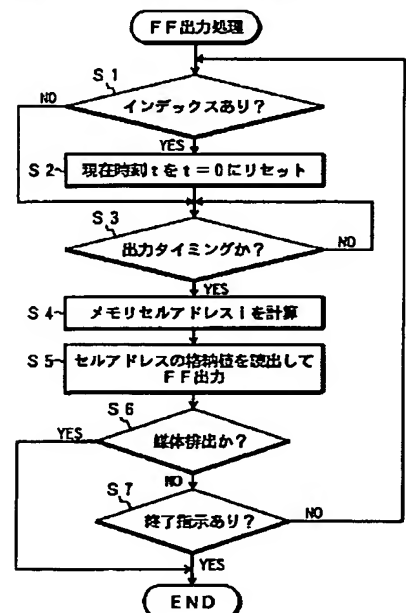 FF出力処理
S1
インデックスあり?
NO
YES
S2
現在時刻tをt=0にリセット
S3
出力タイミングか?
NO
YES
S4
メモリセルアドレスiを計算
S5
セルアドレスの格納値を読出して
FF出力
S6
媒体排出か?
YES
NO
S7
終了指示あり?
NO
YES
END